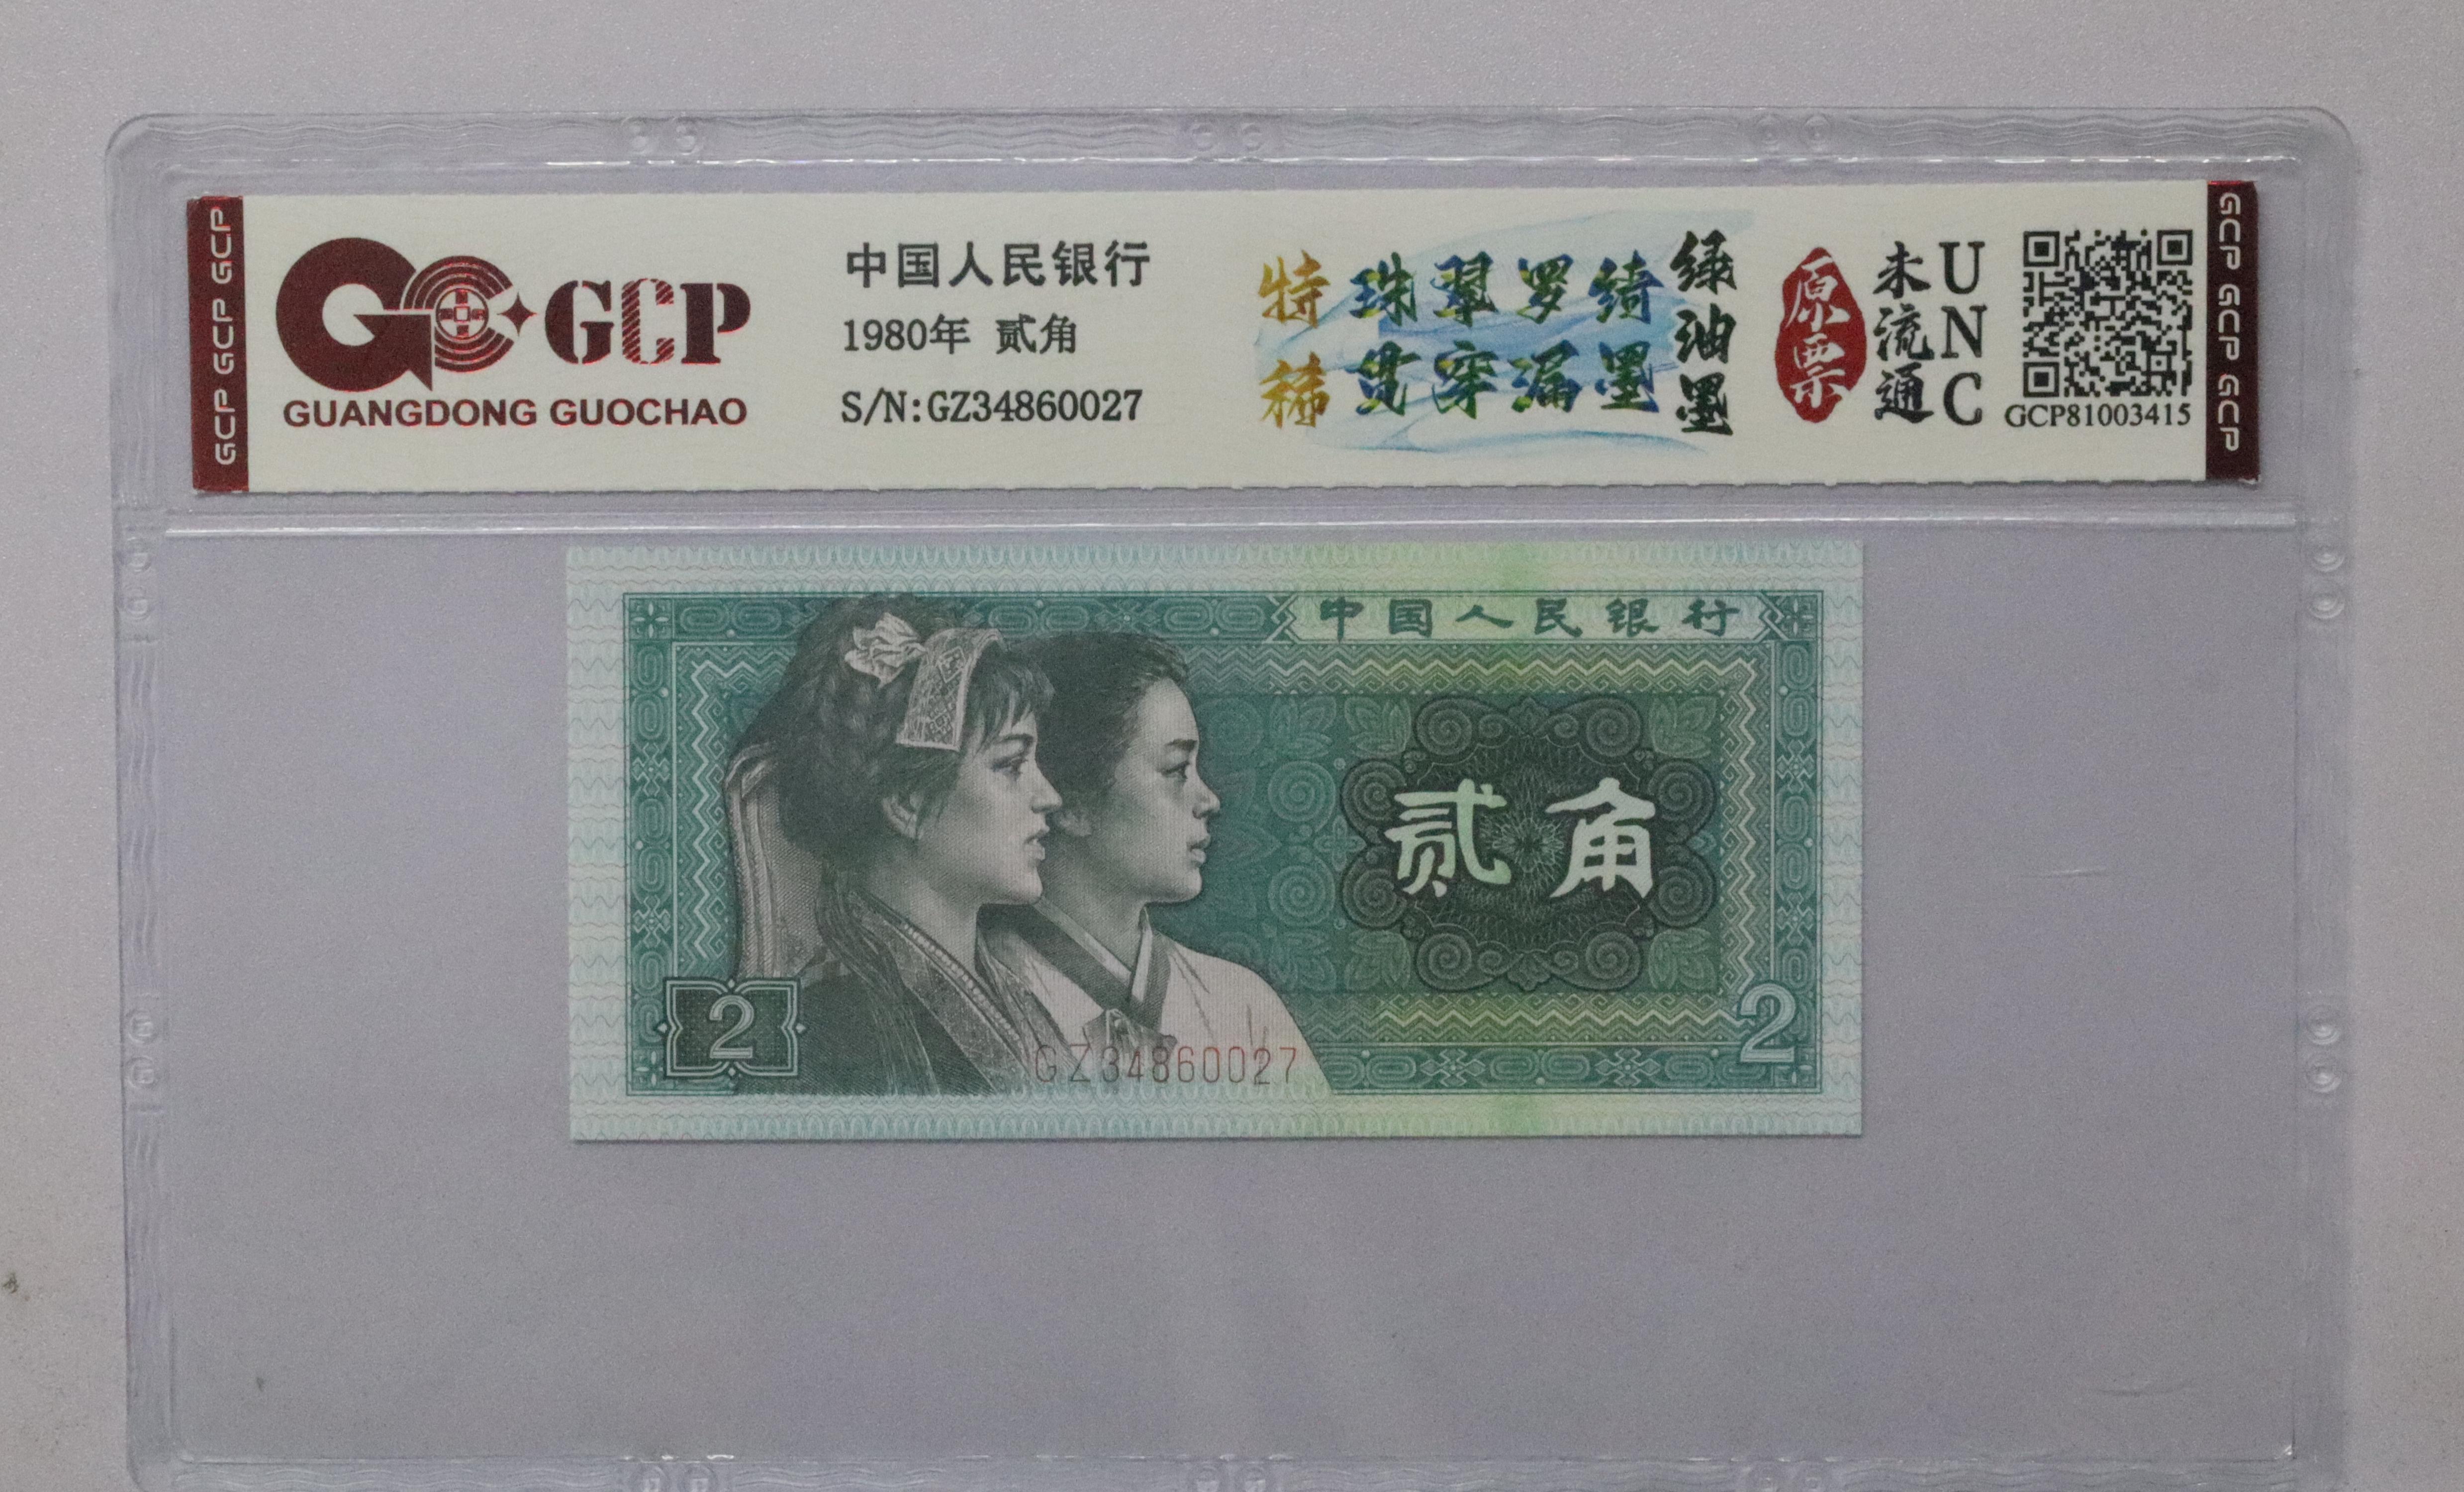 GCP GCP GCP
GCP
GUANGDONG GUOCHAO
中国人民银行
1980年 贰角
S/N:GZ34860027
特稀
珠翠罗绮
贯穿漏墨
绿油墨
原票
未流通
UNC
GCP81003415
GCP GCP GCP
中国人民银行
贰角
2
2
GZ34860027